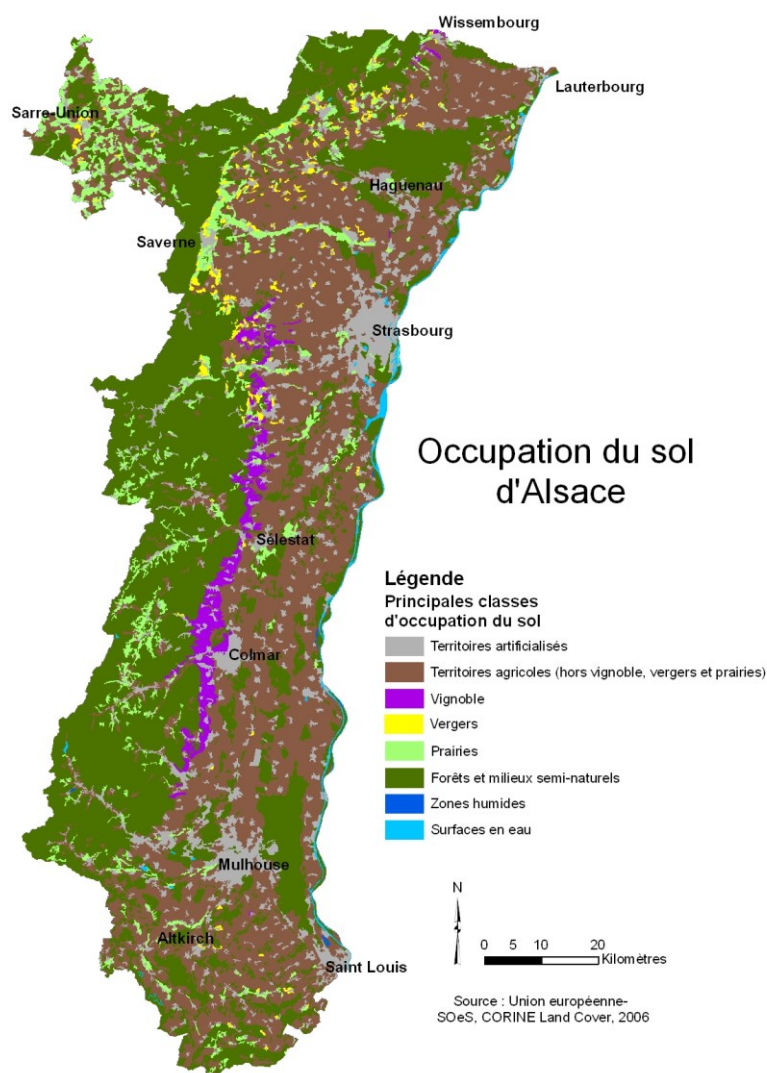 Wissembourg
Lauterbourg
Sarre-Union
Haguenau
Saverne
Strasbourg
Occupation du sol
d'Alsace
Sélestat
Légende
Principales classes
d'occupation du sol
Territoires artificialisés
Territoires agricoles (hors vignoble, vergers et prairies)
Vignoble
Vergers
Prairies
Forêts et milieux semi-naturels
Zones humides
Surfaces en eau
Colmar
Mulhouse
Altkirch
Saint Louis
N
0 5 10 20
Kilomètres
Source : Union européenne-
SOeS, CORINE Land Cover, 2006